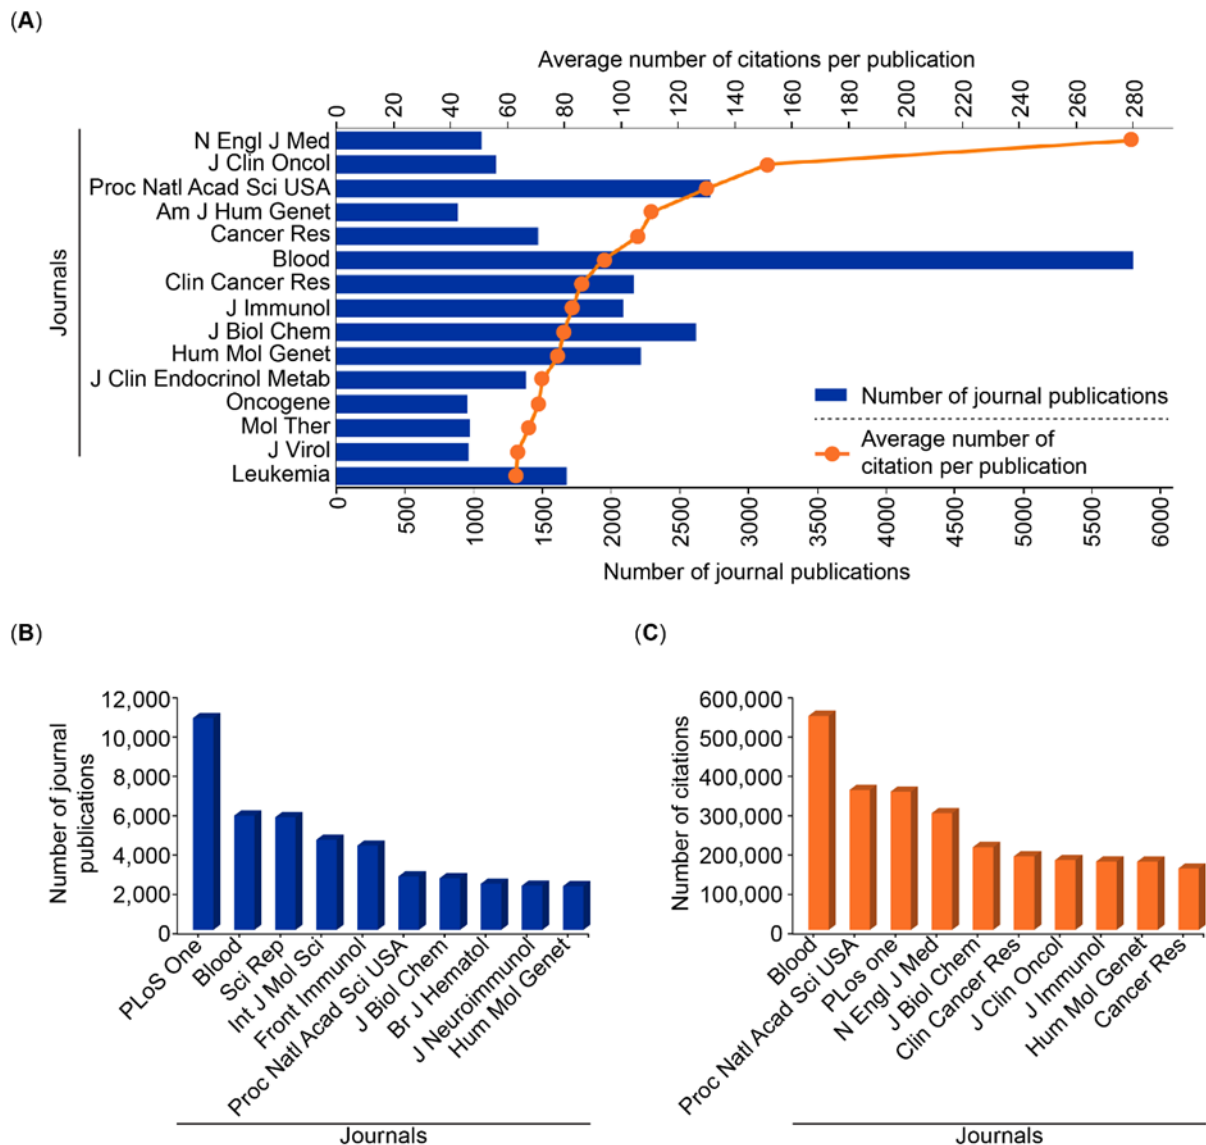 (A)
Average number of citations per publication
0 20 40 60 80 100 120 140 160 180 200 220 240 260 280
Journals
N Engl J Med
J Clin Oncol
Proc Natl Acad Sci USA
Am J Hum Genet
Cancer Res
Blood
Clin Cancer Res
J Immunol
J Biol Chem
Hum Mol Genet
J Clin Endocrinol Metab
Oncogene
Mol Ther
J Virol
Leukemia
Number of journal publications
Average number of
citation per publication
0 500 1000 1500 2000 2500 3000 3500 4000 4500 5000 5500 6000
Number of journal publications
(B)
Number of journal
publications
12,000
10,000
8,000
6,000
4,000
2,000
0
PLoS One
Blood
Sci Rep
Int J Mol Sci
Front Immunol
Proc Natl Acad Sci USA
J Biol Chem
Br J Hematol
J Neuroimmunol
Hum Mol Genet
Journals
(C)
Number of citations
600,000
500,000
400,000
300,000
200,000
100,000
0
Blood
Proc Natl Acad Sci USA
PLos one
N Engl J Med
J Biol Chem
Clin Cancer Res
J Clin Oncol
J Immunol
Hum Mol Genet
Cancer Res
Journals